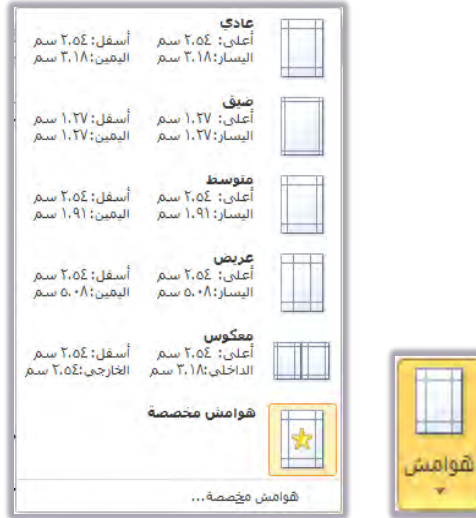 عادي
أعلى: ٢.٥٤ سم أسفل: ٢.٥٤ سم
اليسار: ٣.١٨ سم اليمين: ٣.١٨ سم
ضيق
أعلى: ١.٢٧ سم أسفل: ١.٢٧ سم
اليسار: ١.٢٧ سم اليمين: ١.٢٧ سم
متوسط
أعلى: ٢.٥٤ سم أسفل: ٢.٥٤ سم
اليسار: ١.٩١ سم اليمين: ١.٩١ سم
عريض
أعلى: ٢.٥٤ سم أسفل: ٢.٥٤ سم
اليسار: ٥.٠٨ سم اليمين: ٥.٠٨ سم
معكوس
أعلى: ٢.٥٤ سم أسفل: ٢.٥٤ سم
الداخلي: ٣.١٨ سم الخارجي: ٢.٥٤ سم
هوامش مخصصة
هوامش مخصصة...
هوامش